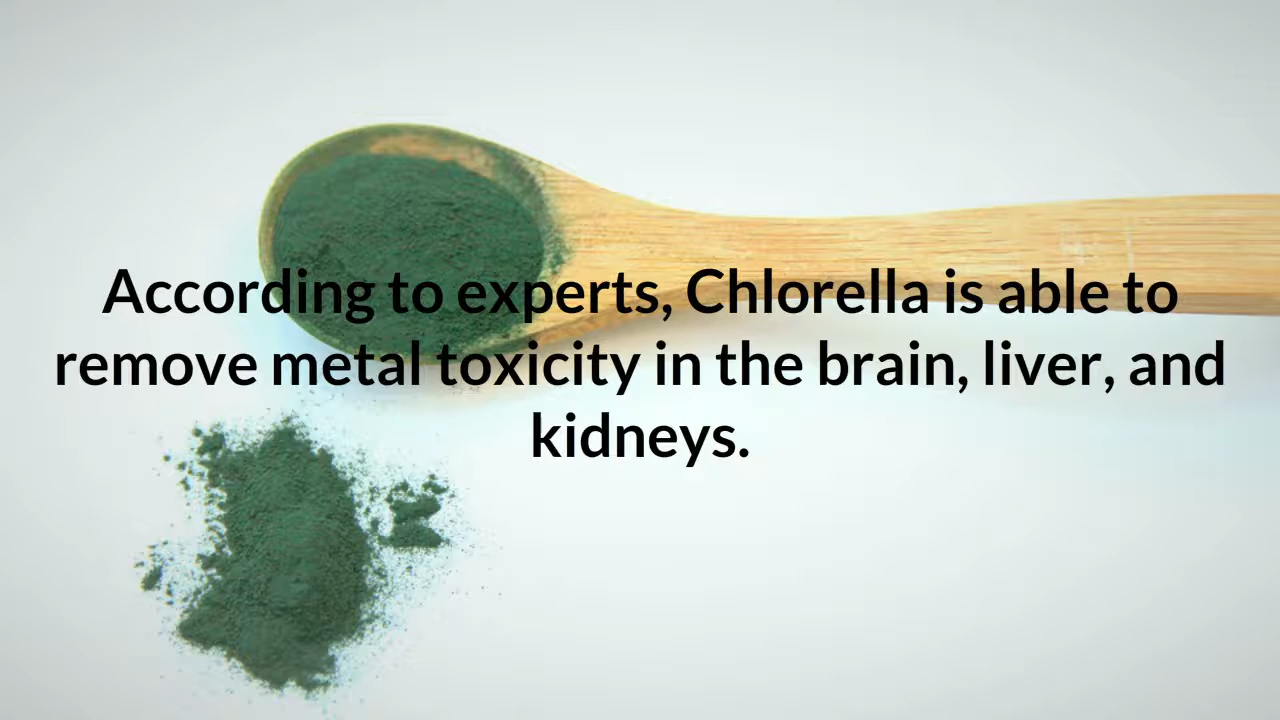 According to experts, Chlorella is able to
remove metal toxicity in the brain, liver, and
kidneys.